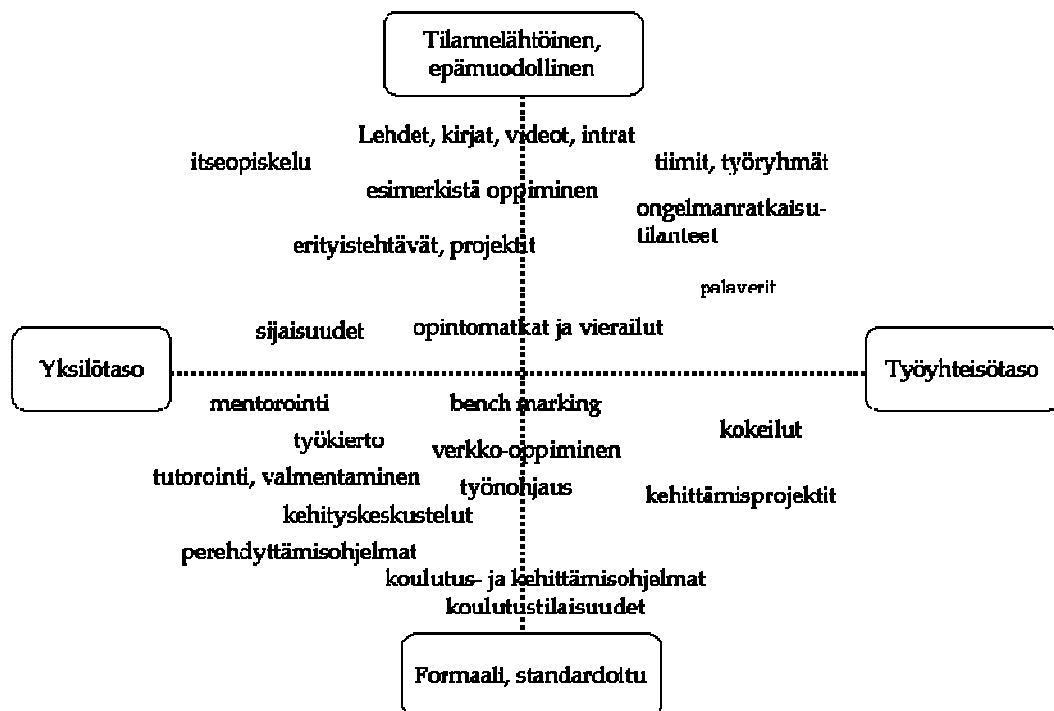 Tilannelähtöinen,
epämuodollinen
Lehdet, kirjat, videot, intrat
itseopiskelu
tiimit, työryhmät
esimerkistä oppiminen
ongelmanratkaisu-
tilanteet
erityistehtävät, projektit
palaverit
sijaisuudet
opintomatkat ja vierailut
Yksilötaso
Työyhteisötaso
mentorointi
bench marking
kokeilut
työkierto
verkko-oppiminen
tutorointi, valmentaminen
työnohjaus
kehittämisprojektit
kehityskeskustelut
perehdyttämisohjelmat
koulutus- ja kehittämisohjelmat
koulutustilaisuudet
Formaali, standardoitu